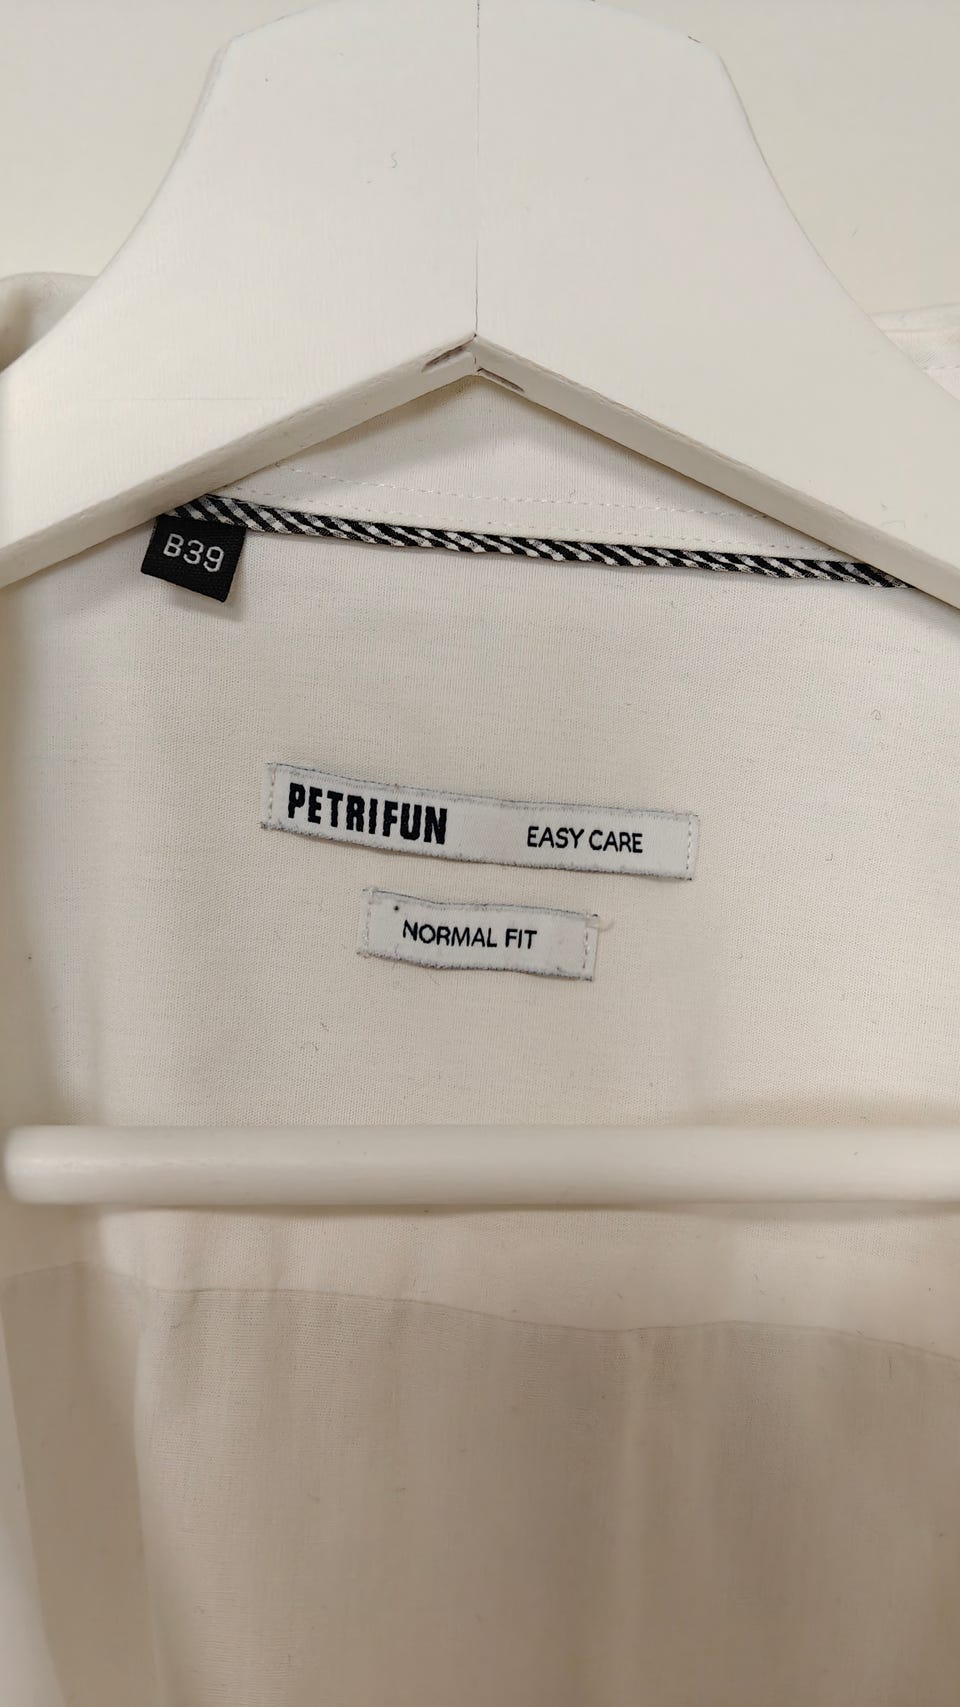 B39
PETRIFUN EASY CARE
NORMAL FIT